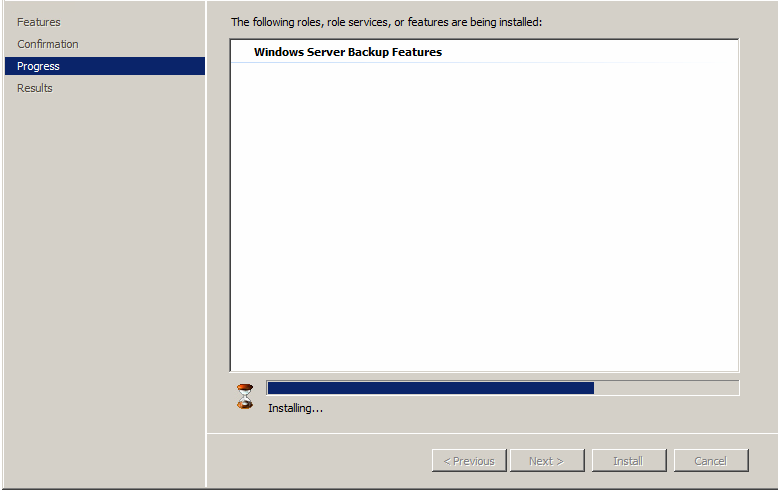 Features
Confirmation
Progress
Results
The following roles, role services, or features are being installed:
Windows Server Backup Features
Installing...
< Previous
Next >
Install
Cancel